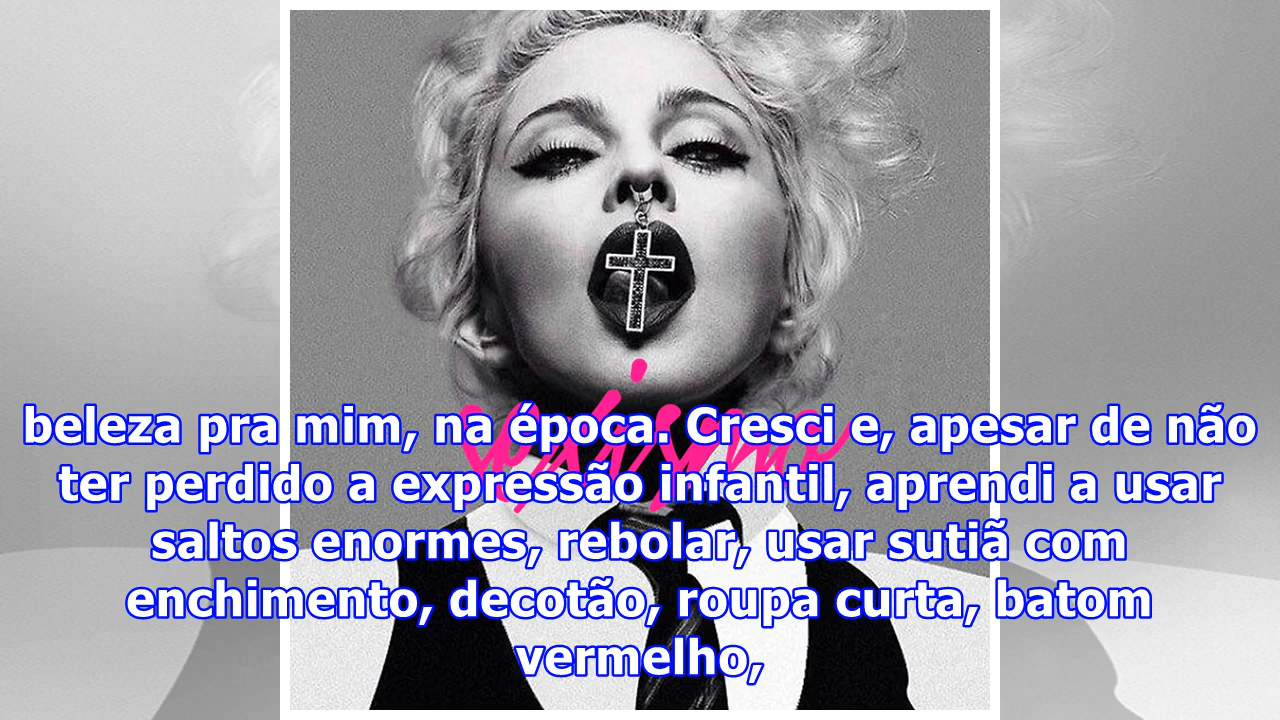 sexismo
beleza pra mim, na época. Cresci e, apesar de não
ter perdido a expressão infantil, aprendi a usar
saltos enormes, rebolar, usar sutiã com
enchimento, decotão, roupa curta, batom
vermelho,